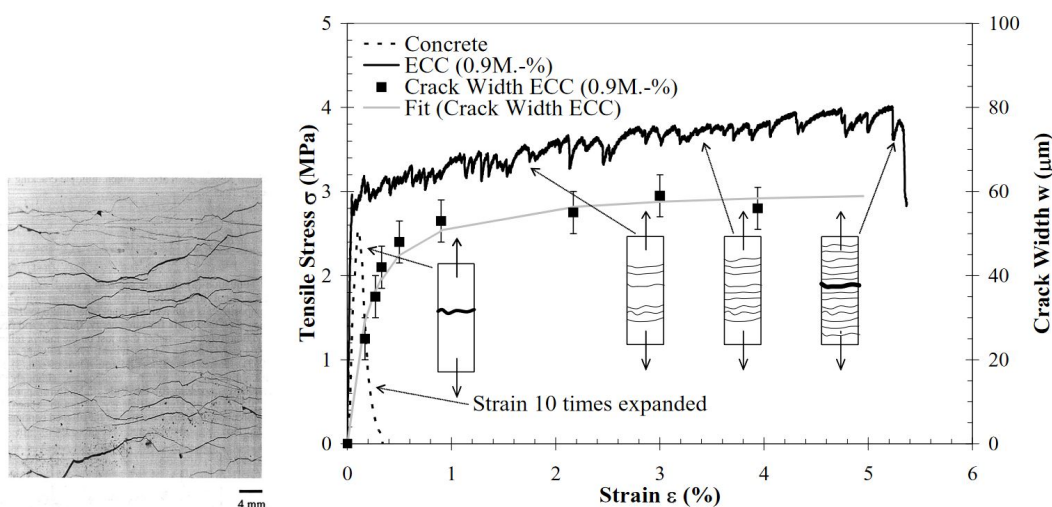 4 mm
5
4
3
2
1
0
Tensile Stress σ (MPa)
Concrete
ECC (0.9M.-%)
Crack Width ECC (0.9M.-%)
Fit (Crack Width ECC)
Strain 10 times expanded
0 1 2 3 4 5 6
Strain ε (%)
100
80
60
40
20
0
Crack Width w (μm)